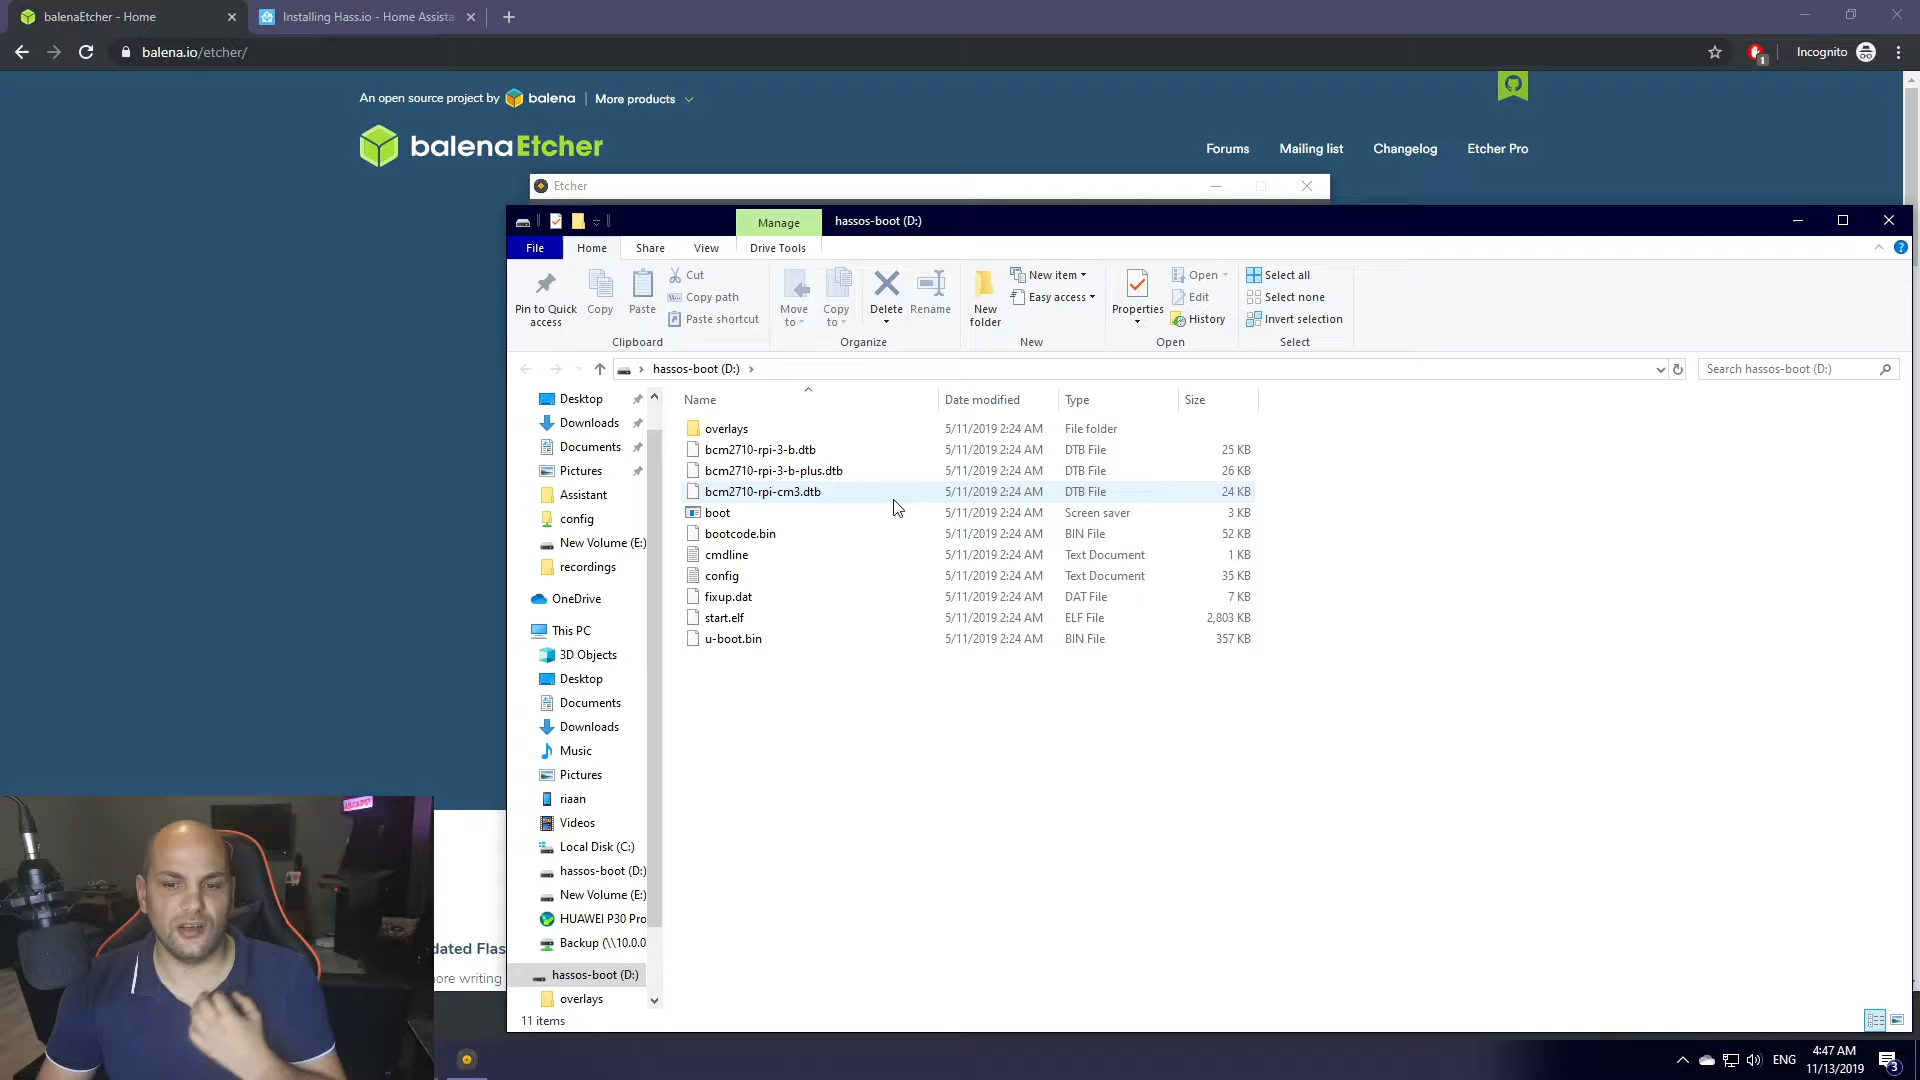 balenaEtcher - Home
Installing Hass.io - Home Assista
balena.io/etcher/
1
Incognito
An open source project by balena
More products
balenaEtcher
Forums
Mailing list
Changelog
Etcher Pro
Etcher
Manage
hassos-boot (D:)
File
Home
Share
View
Drive Tools
Pin to Quick access
Copy
Paste
Cut
Copy path
Paste shortcut
Clipboard
Move to
Copy to
Delete
Rename
Organize
New folder
New item
Easy access
New
Properties
Open
Edit
History
Open
Select all
Select none
Invert selection
Select
hassos-boot (D:)
Search hassos-boot (D:)
Desktop
Downloads
Documents
Pictures
Assistant
config
New Volume (E:)
recordings
OneDrive
This PC
3D Objects
Desktop
Documents
Downloads
Music
Pictures
riaan
Videos
Local Disk (C:)
hassos-boot (D:)
New Volume (E:)
HUAWEI P30 Pro
Backup (\\10.0.0
hassos-boot (D:)
overlays
Name Date modified Type Size
overlays 5/11/2019 2:24 AM File folder
bcm2710-rpi-3-b.dtb 5/11/2019 2:24 AM DTB File 25 KB
bcm2710-rpi-3-b-plus.dtb 5/11/2019 2:24 AM DTB File 26 KB
bcm2710-rpi-cm3.dtb 5/11/2019 2:24 AM DTB File 24 KB
boot 5/11/2019 2:24 AM Screen saver 3 KB
bootcode.bin 5/11/2019 2:24 AM BIN File 52 KB
cmdline 5/11/2019 2:24 AM Text Document 1 KB
config 5/11/2019 2:24 AM Text Document 35 KB
fixup.dat 5/11/2019 2:24 AM DAT File 7 KB
start.elf 5/11/2019 2:24 AM ELF File 2,803 KB
u-boot.bin 5/11/2019 2:24 AM BIN File 357 KB
dated Flas
ore writing
11 items
ENG
4:47 AM
11/13/2019
3